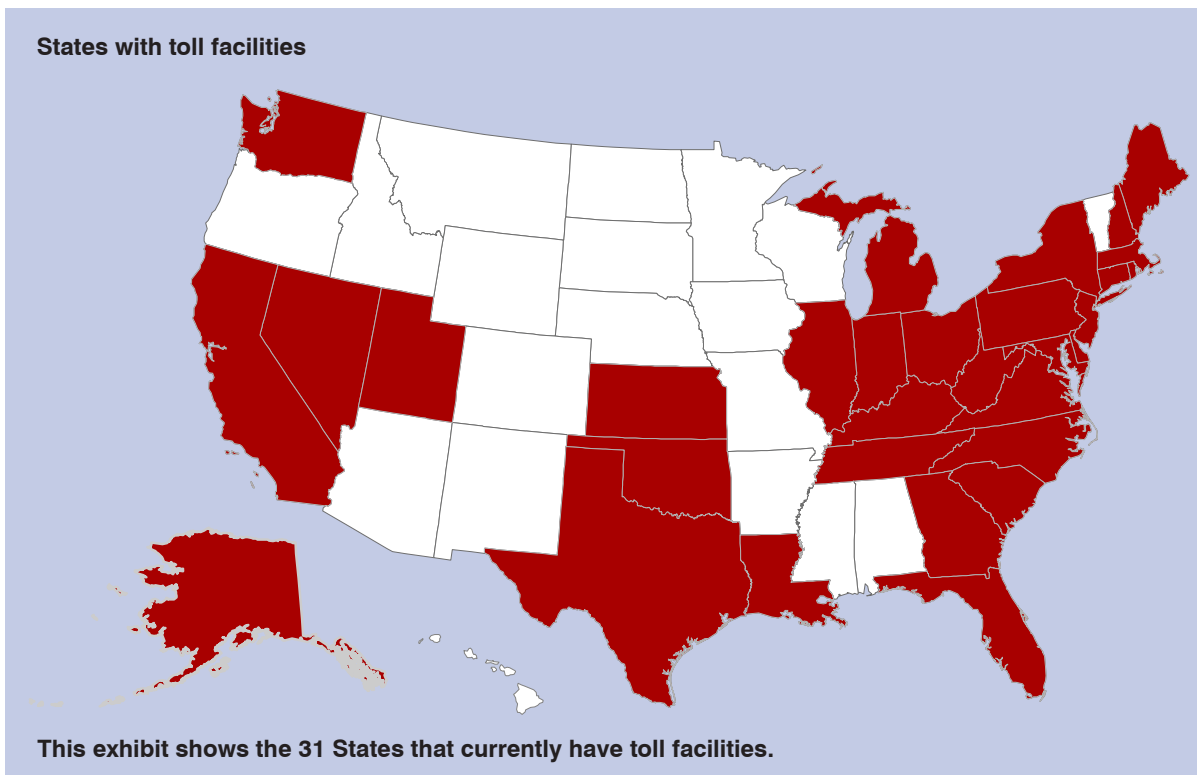 States with toll facilities
This exhibit shows the 31 States that currently have toll facilities.